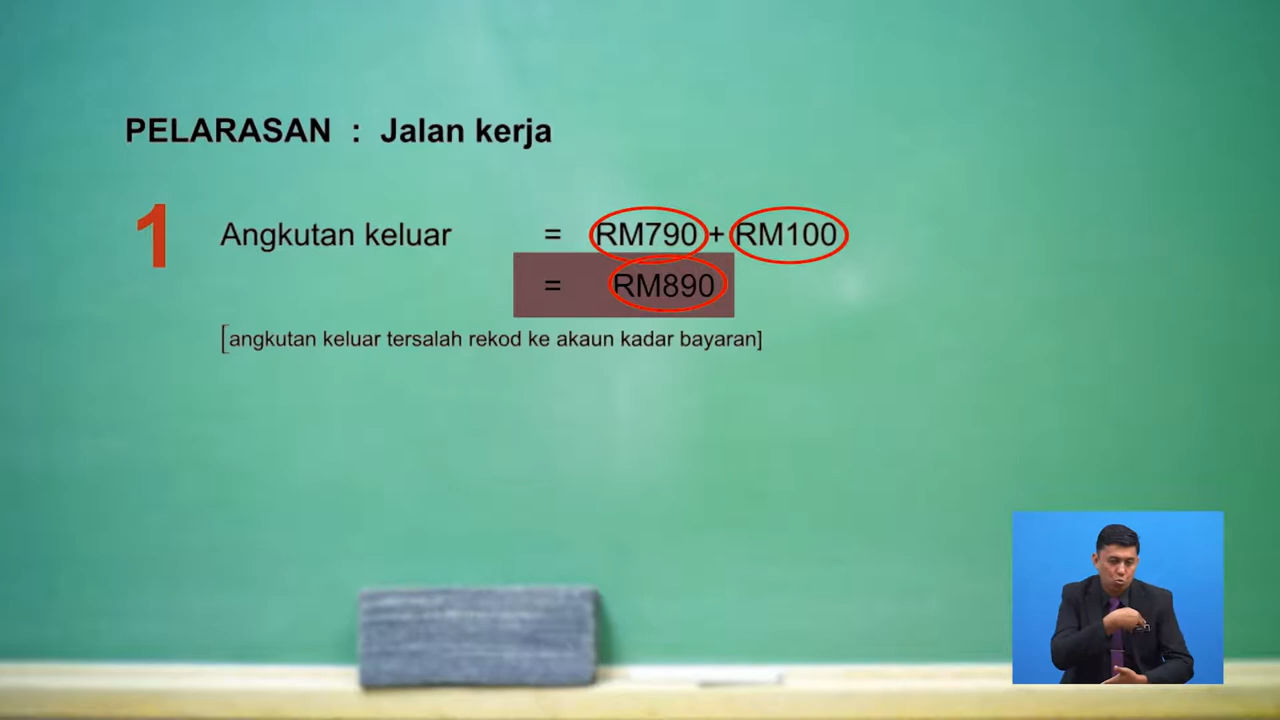 PELARASAN : Jalan kerja
1 Angkutan keluar = RM790 + RM100
= RM890
[angkutan keluar tersalah rekod ke akaun kadar bayaran]